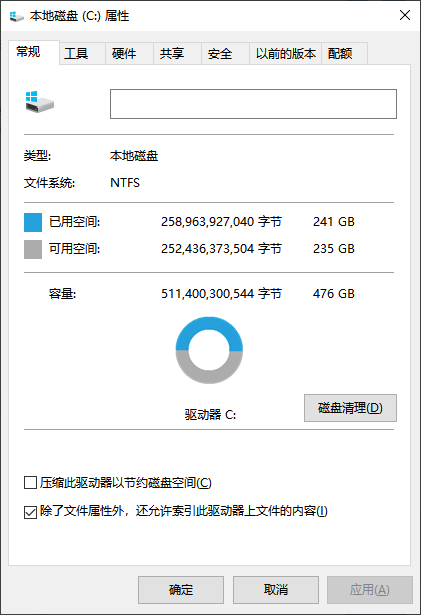 本地磁盘 (C:) 属性
常规 工具 硬件 共享 安全 以前的版本 配额
类型: 本地磁盘
文件系统: NTFS
已用空间: 258,963,927,040 字节 241 GB
可用空间: 252,436,373,504 字节 235 GB
容量: 511,400,300,544 字节 476 GB
驱动器 C:
磁盘清理(D)
压缩此驱动器以节约磁盘空间(C)
除了文件属性外，还允许索引此驱动器上文件的内容(I)
确定 取消 应用(A)